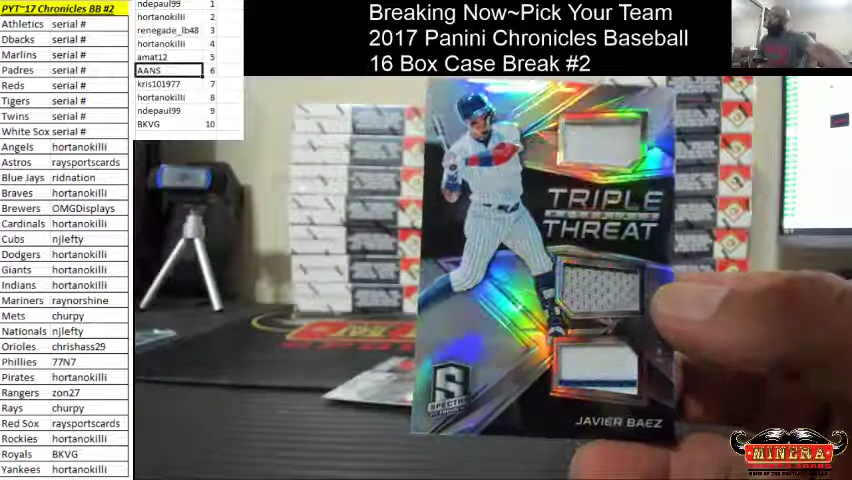 PYT~17 Chronicles BB #2
Athletics serial #
Dbacks serial #
Marlins serial #
Padres serial #
Reds serial #
Tigers serial #
Twins serial #
White Sox serial #
Angels hortanokilli
Astros raysportscards
Blue Jays ridnation
Braves hortanokilli
Brewers OMGDisplays
Cardinals hortanokilli
Cubs njlefty
Dodgers hortanokilli
Giants hortanokilli
Indians hortanokilli
Mariners raynorshine
Mets churpy
Nationals njlefty
Orioles chrishass29
Phillies 77N7
Pirates hortanokilli
Rangers zon27
Rays churpy
Red Sox raysportscards
Rockies hortanokilli
Royals BKVG
Yankees hortanokilli
ndepaul99 1
hortanokilli 2
renegade_lb48 3
hortanokilli 4
amat12 5
AANS 6
kris101977 7
hortanokilli 8
ndepaul99 9
BKVG 10
Breaking Now~Pick Your Team
2017 Panini Chronicles Baseball
16 Box Case Break #2
TRIPLE
THREAT
S
SPECTRA
JAVIER BAEZ
MINERA